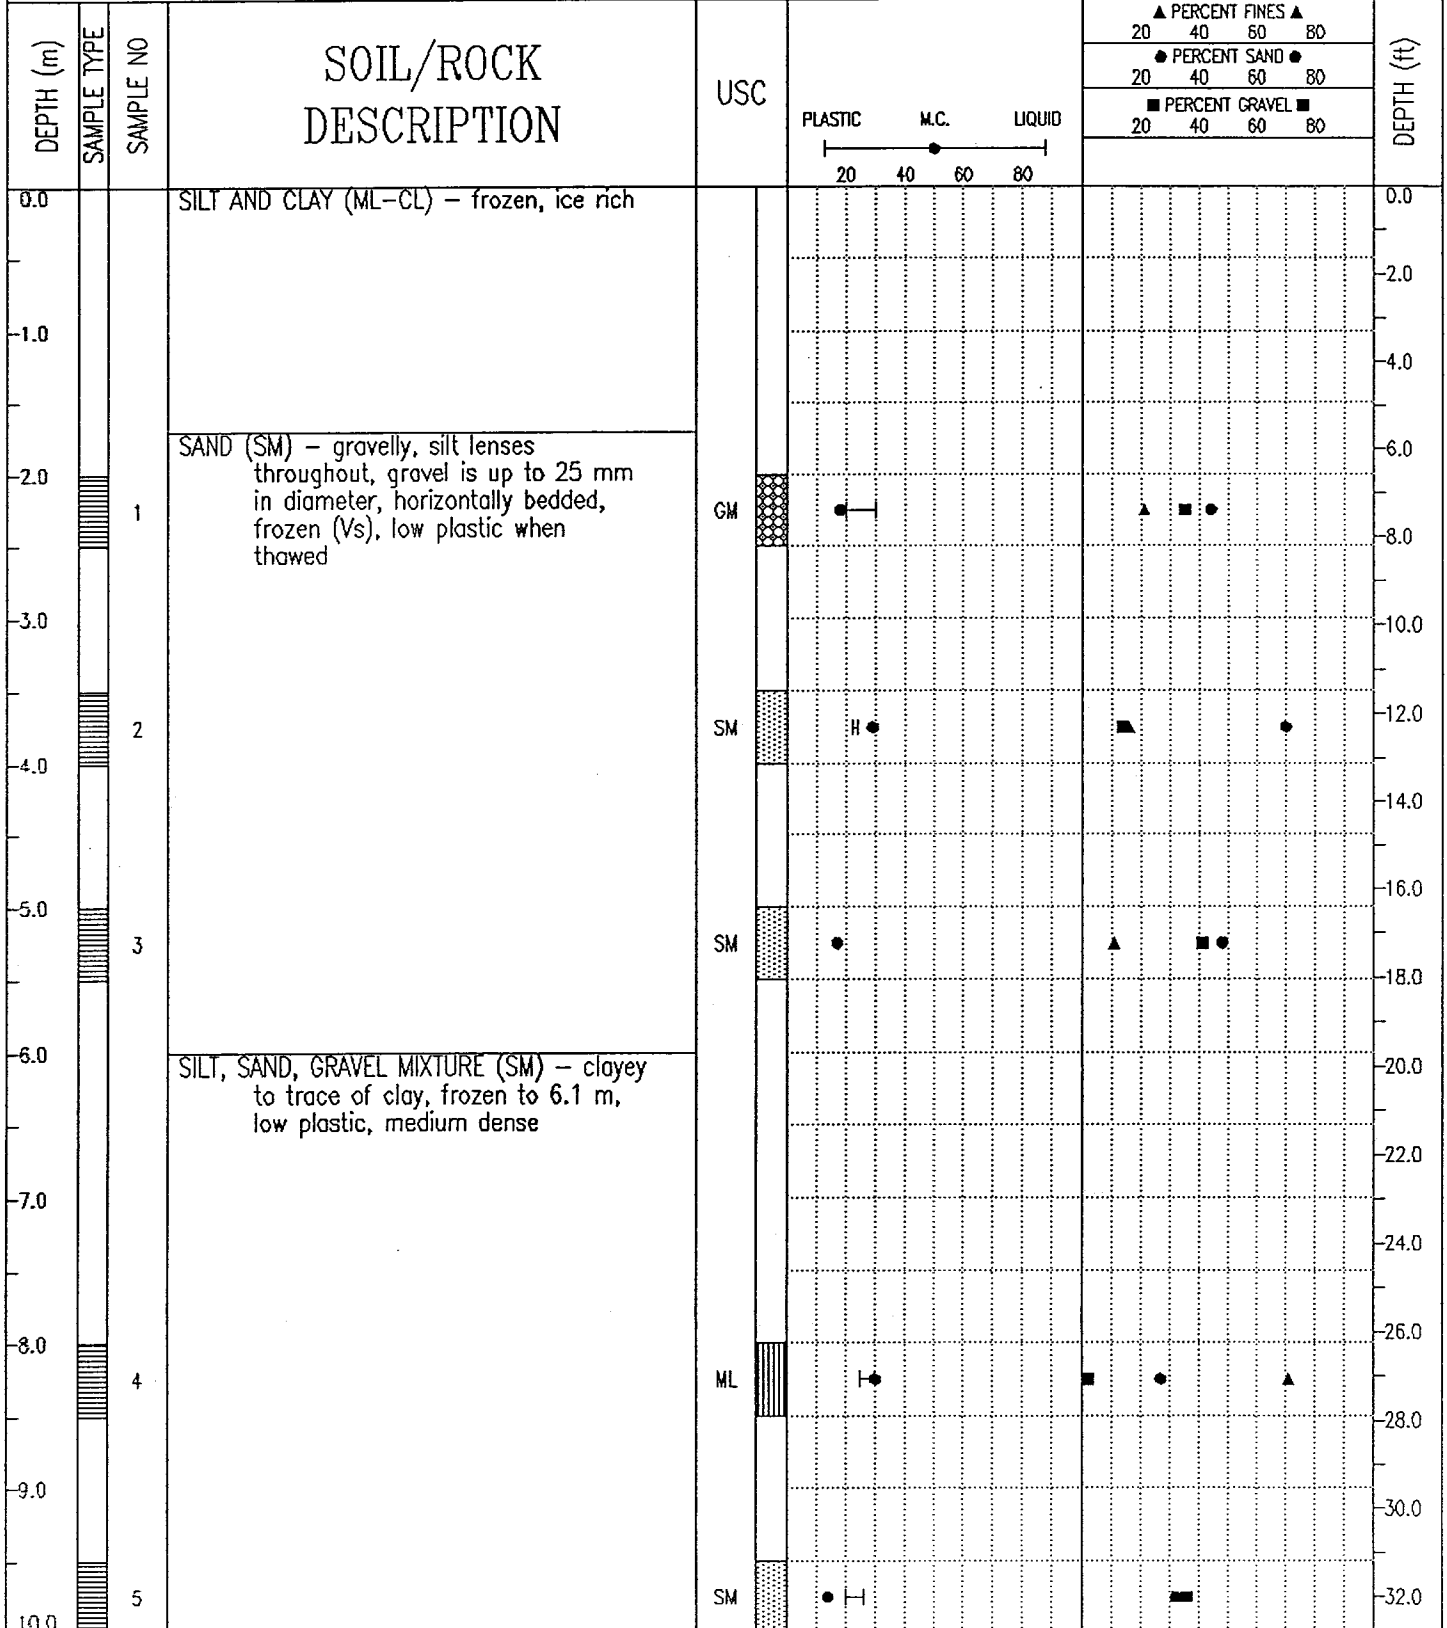 DEPTH (m)
SAMPLE TYPE
SAMPLE NO
SOIL/ROCK
DESCRIPTION
USC
PLASTIC M.C. LIQUID
20 40 60 80
▲ PERCENT FINES ▲
20 40 60 80
● PERCENT SAND ●
20 40 60 80
■ PERCENT GRAVEL ■
20 40 60 80
DEPTH (ft)
0.0
SILT AND CLAY (ML-CL) – frozen, ice rich
0.0
-2.0
-1.0
-4.0
SAND (SM) – gravelly, silt lenses
throughout, gravel is up to 25 mm
in diameter, horizontally bedded,
frozen (Vs), low plastic when
thawed
-6.0
-2.0
1
GM
-8.0
-3.0
-10.0
2
SM
-12.0
-4.0
-14.0
-16.0
-5.0
3
SM
-18.0
-6.0
SILT, SAND, GRAVEL MIXTURE (SM) – clayey
to trace of clay, frozen to 6.1 m,
low plastic, medium dense
-20.0
-22.0
-7.0
-24.0
-26.0
-8.0
4
ML
-28.0
-9.0
-30.0
5
SM
-32.0
10.0